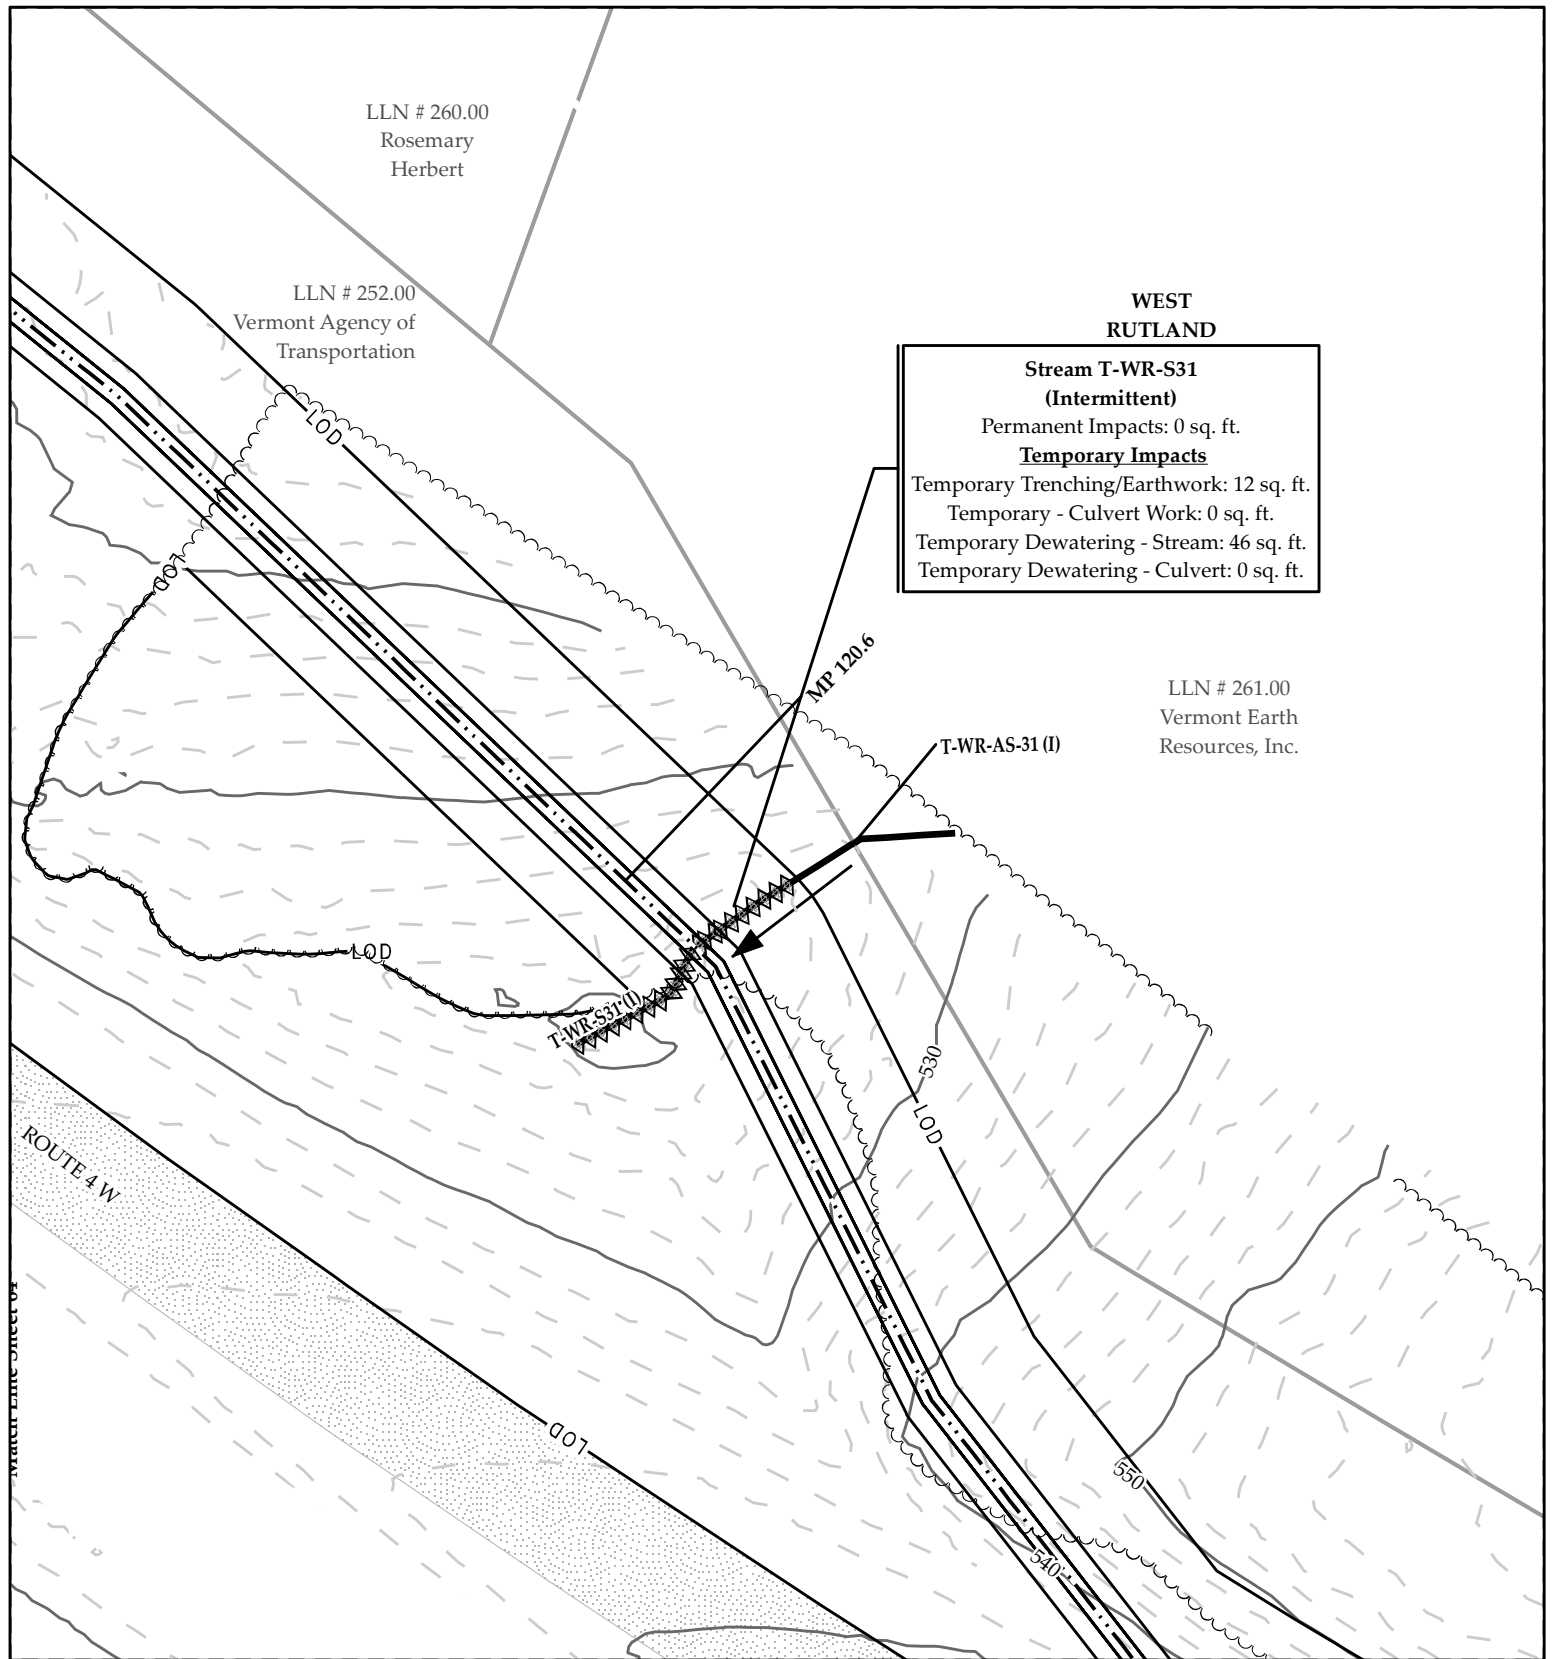 LLN # 260.00
Rosemary
Herbert
LLN # 252.00
Vermont Agency of
Transportation
WEST
RUTLAND
Stream T-WR-S31
(Intermittent)
Permanent Impacts: 0 sq. ft.
Temporary Impacts
Temporary Trenching/Earthwork: 12 sq. ft.
Temporary - Culvert Work: 0 sq. ft.
Temporary Dewatering - Stream: 46 sq. ft.
Temporary Dewatering - Culvert: 0 sq. ft.
LOD
LOD
MP 120.6
LLN # 261.00
Vermont Earth
Resources, Inc.
T-WR-AS-31 (I)
LOD
T-WR-S31 (I)
530
LOD
ROUTE 4 W
Match Line Sheet
LOD
550
540